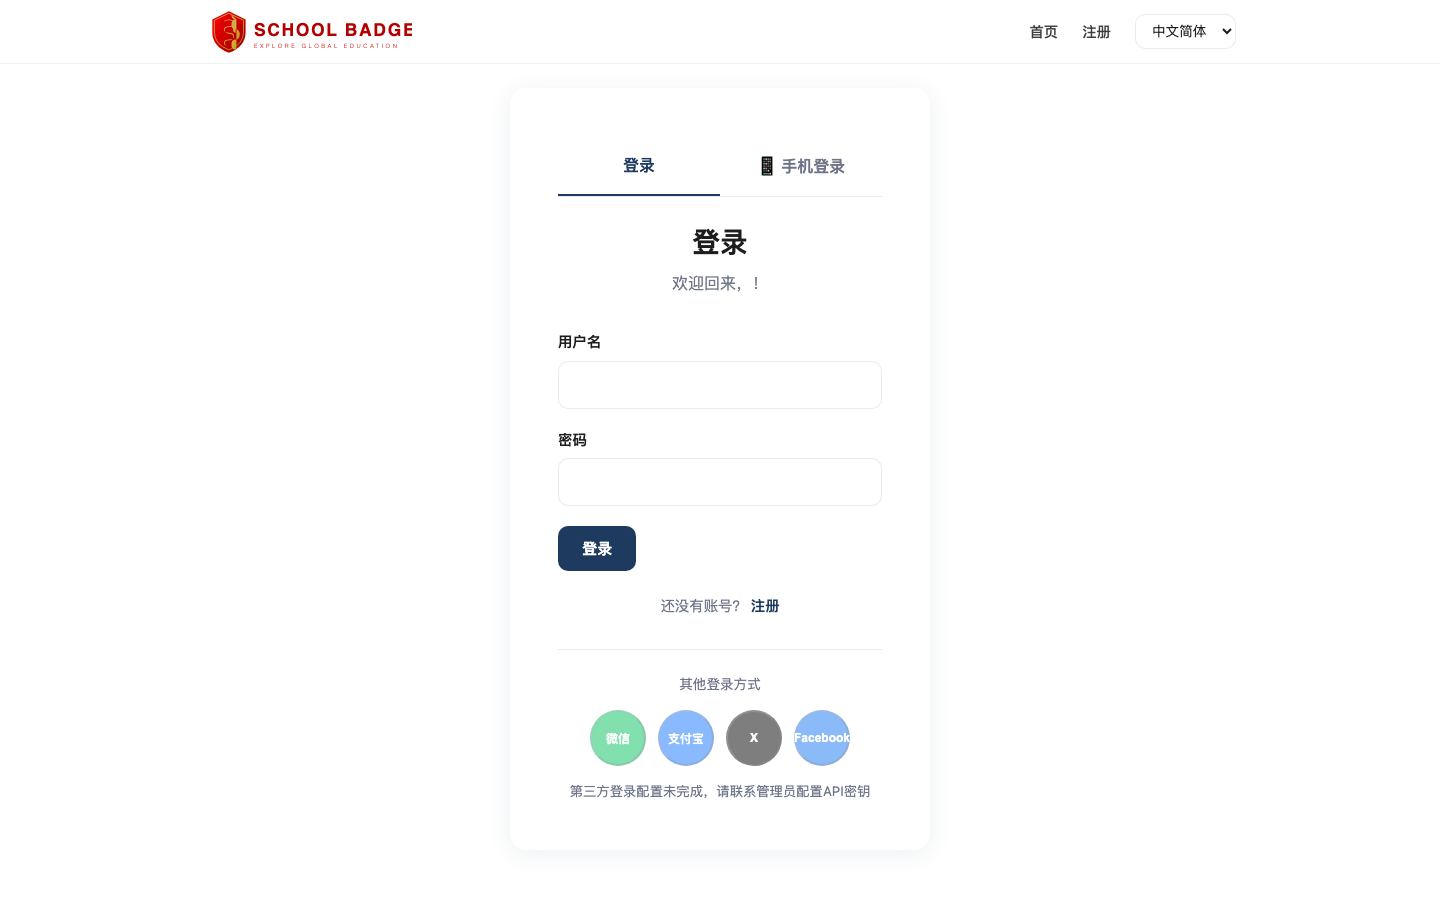 SCHOOL BADGE
EXPLORE GLOBAL EDUCATION
首页
注册
中文简体
登录
手机登录
登录
欢迎回来，！
用户名
密码
登录
还没有账号？ 注册
其他登录方式
微信
支付宝
X
Facebook
第三方登录配置未完成，请联系管理员配置API密钥